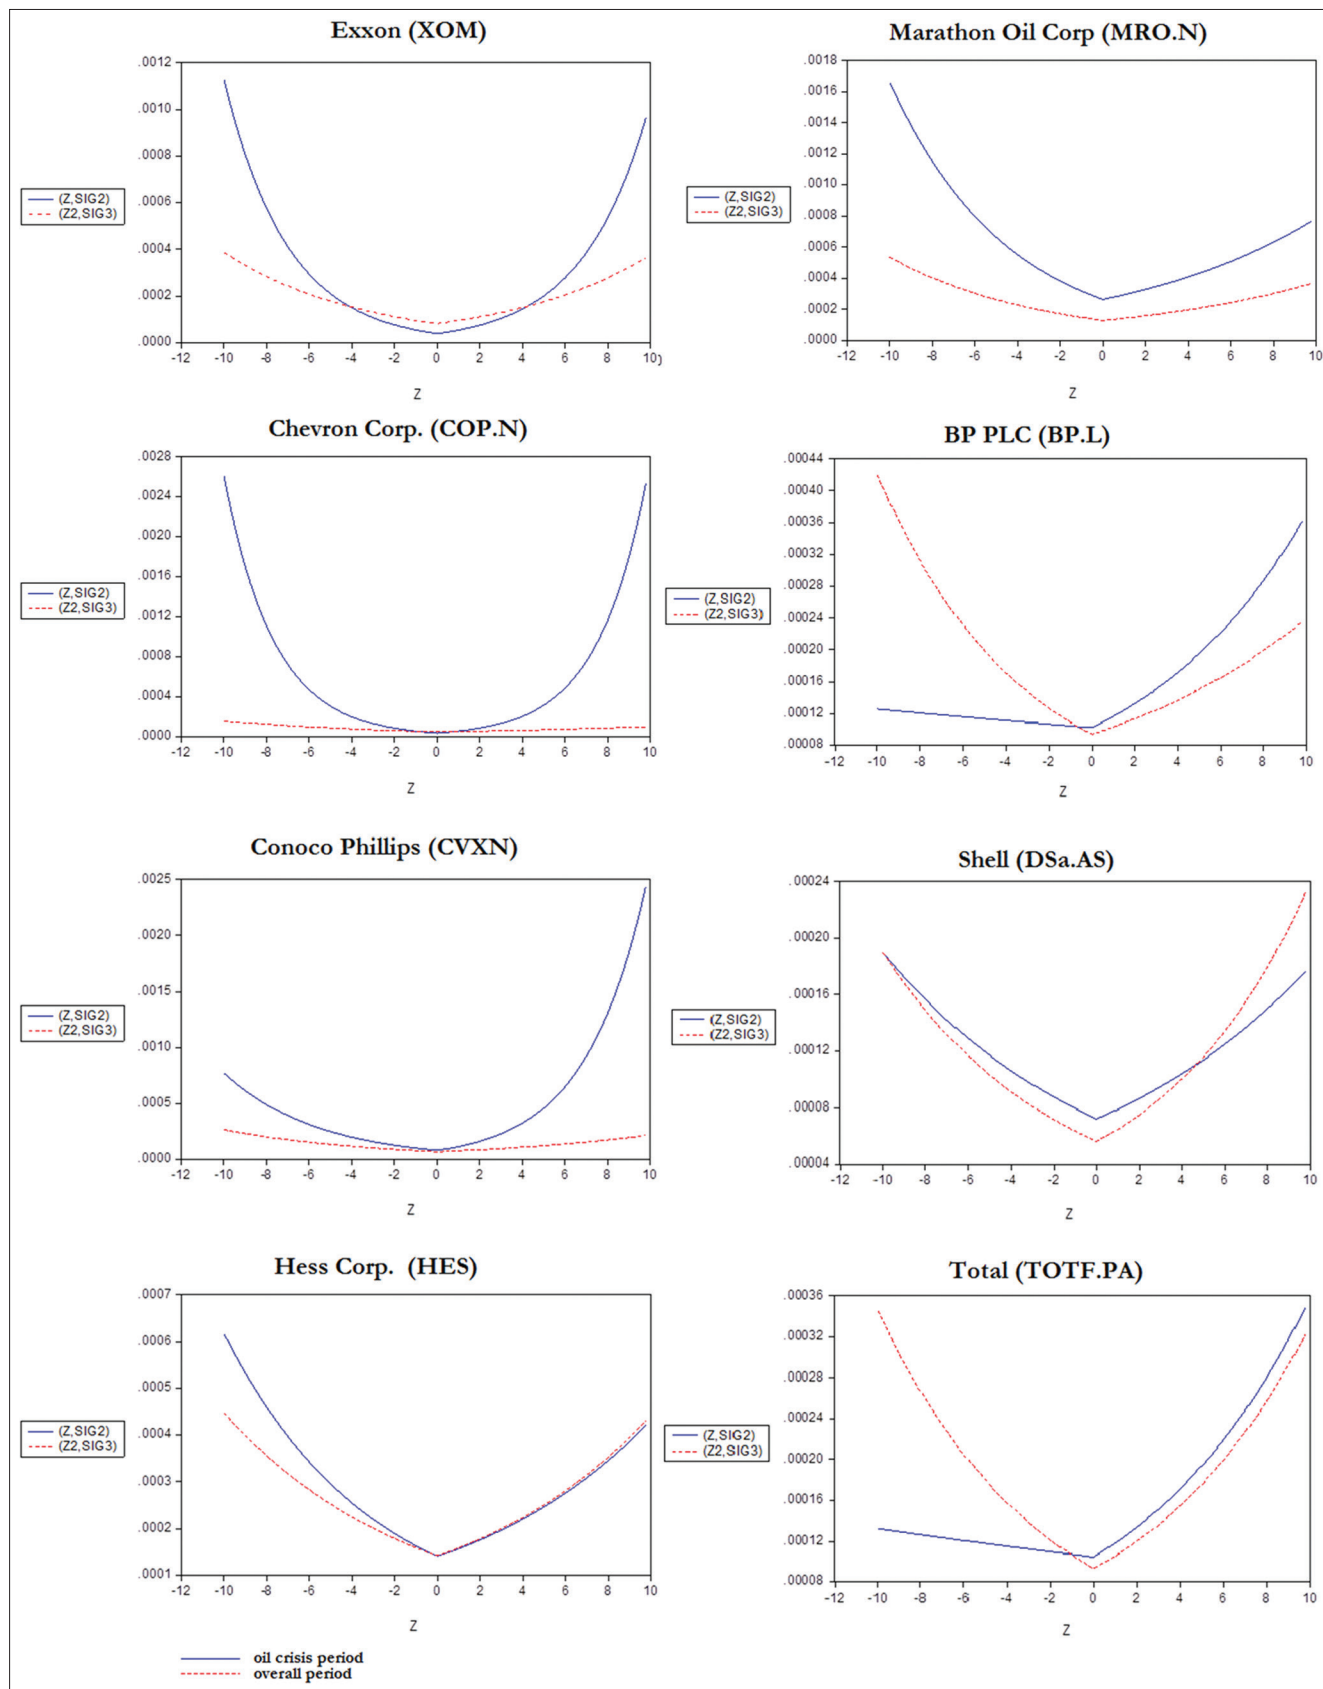 Exxon (XOM)
.0012
.0010
.0008
.0006
.0004
.0002
.0000
-12 -10 -8 -6 -4 -2 0 2 4 6 8 10
Z
(Z,SIG2)
(Z2,SIG3)
Marathon Oil Corp (MRO.N)
.0018
.0016
.0014
.0012
.0010
.0008
.0006
.0004
.0002
.0000
-12 -10 -8 -6 -4 -2 0 2 4 6 8 10
Z
(Z,SIG2)
(Z2,SIG3)
Chevron Corp. (COP.N)
.0028
.0024
.0020
.0016
.0012
.0008
.0004
.0000
-12 -10 -8 -6 -4 -2 0 2 4 6 8 10
Z
(Z,SIG2)
(Z2,SIG3)
BP PLC (BP.L)
.00044
.00040
.00036
.00032
.00028
.00024
.00020
.00016
.00012
.00008
-12 -10 -8 -6 -4 -2 0 2 4 6 8 10
Z
(Z,SIG2)
(Z2,SIG3)
Conoco Phillips (CVXN)
.0025
.0020
.0015
.0010
.0005
.0000
-12 -10 -8 -6 -4 -2 0 2 4 6 8 10
Z
(Z,SIG2)
(Z2,SIG3)
Shell (DSa.AS)
.00024
.00020
.00016
.00012
.00008
.00004
-12 -10 -8 -6 -4 -2 0 2 4 6 8 10
Z
(Z,SIG2)
(Z2,SIG3)
Hess Corp. (HES)
.0007
.0006
.0005
.0004
.0003
.0002
.0001
-12 -10 -8 -6 -4 -2 0 2 4 6 8 10
Z
(Z,SIG2)
(Z2,SIG3)
Total (TOTF.PA)
.00036
.00032
.00028
.00024
.00020
.00016
.00012
.00008
-12 -10 -8 -6 -4 -2 0 2 4 6 8 10
Z
(Z,SIG2)
(Z2,SIG3)
oil crisis period
overall period